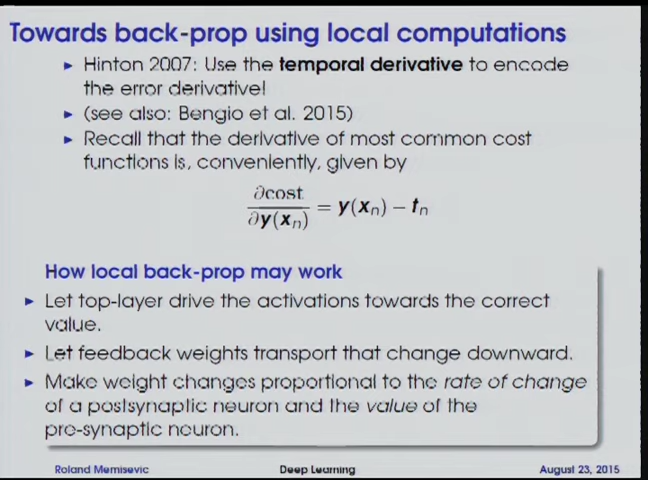 Towards back-prop using local computations
► Hinton 2007: Use the temporal derivative to encode
the error derivative!
► (see also: Bengio et al. 2015)
► Recall that the derivative of most common cost
functions is, conveniently, given by
∂cost / ∂y(xₙ) = y(xₙ) − tₙ
How local back-prop may work
► Let top-layer drive the activations towards the correct
value.
► Let feedback weights transport that change downward.
► Make weight changes proportional to the rate of change
of a postsynaptic neuron and the value of the
pre-synaptic neuron.
Roland Memisevic
Deep Learning
August 23, 2015